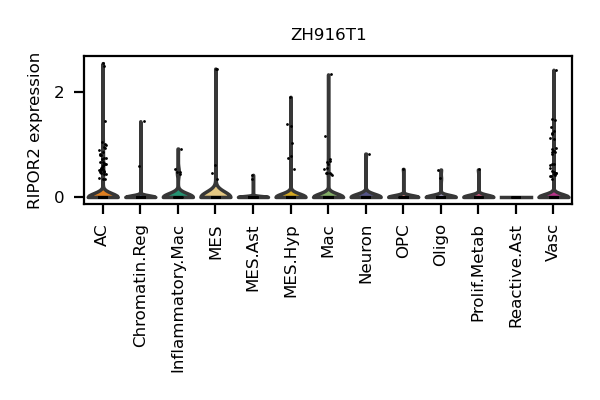 ZH916T1
RIPOR2 expression
2
0
AC
Chromatin.Reg
Inflammatory.Mac
MES
MES.Ast
MES.Hyp
Mac
Neuron
OPC
Oligo
Prolif.Metab
Reactive.Ast
Vasc